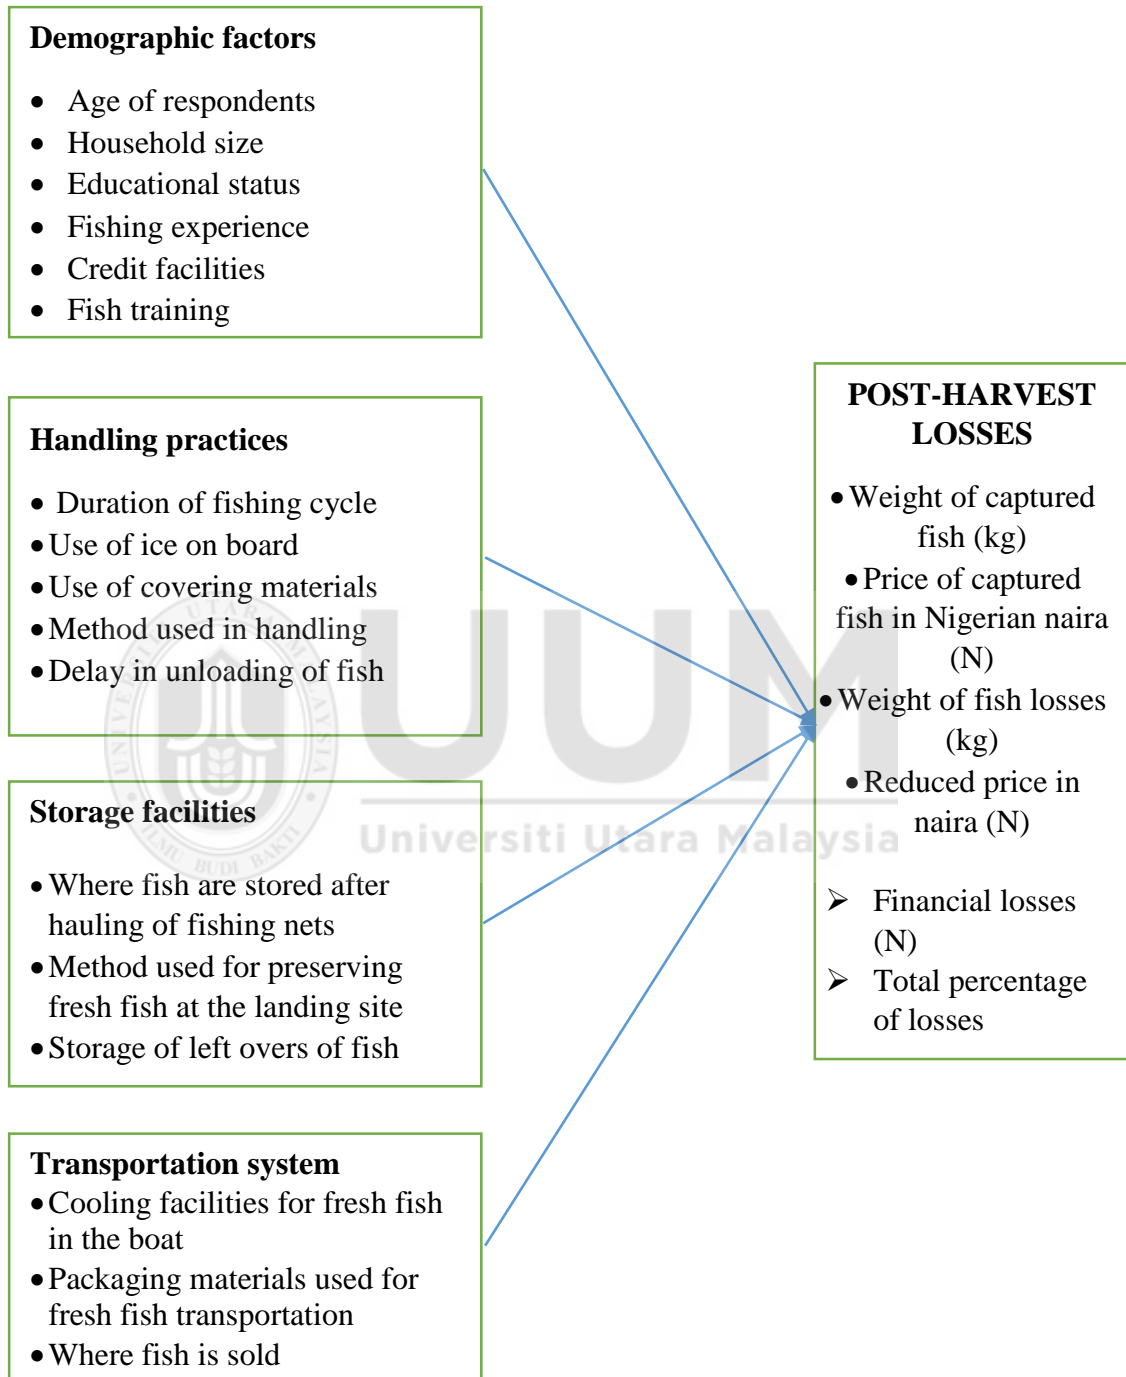 Demographic factors
• Age of respondents
• Household size
• Educational status
• Fishing experience
• Credit facilities
• Fish training
Handling practices
• Duration of fishing cycle
• Use of ice on board
• Use of covering materials
• Method used in handling
• Delay in unloading of fish
Storage facilities
• Where fish are stored after
hauling of fishing nets
• Method used for preserving
fresh fish at the landing site
• Storage of left overs of fish
Transportation system
• Cooling facilities for fresh fish
in the boat
• Packaging materials used for
fresh fish transportation
• Where fish is sold
POST-HARVEST
LOSSES
• Weight of captured
fish (kg)
• Price of captured
fish in Nigerian naira
(N)
• Weight of fish losses
(kg)
• Reduced price in
naira (N)
➢ Financial losses
(N)
➢ Total percentage
of losses
UUM
Universiti Utara Malaysia
UNIVERSITI UTARA MALAYSIA
ILMU BUDI BAKTI